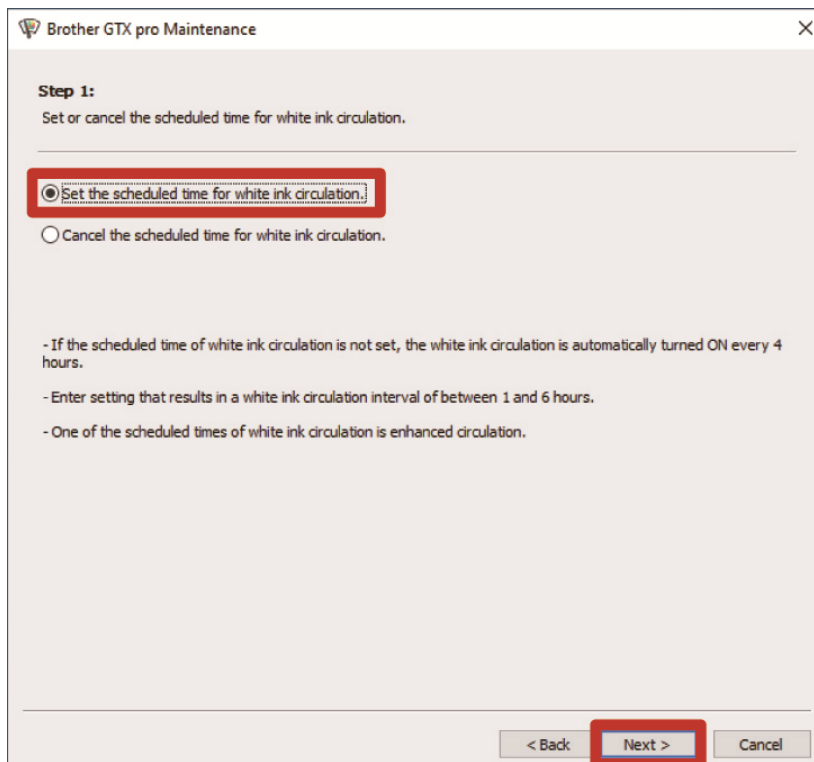 Brother GTX pro Maintenance
Step 1:
Set or cancel the scheduled time for white ink circulation.
Set the scheduled time for white ink circulation.
Cancel the scheduled time for white ink circulation.
- If the scheduled time of white ink circulation is not set, the white ink circulation is automatically turned ON every 4
hours.
- Enter setting that results in a white ink circulation interval of between 1 and 6 hours.
- One of the scheduled times of white ink circulation is enhanced circulation.
< Back Next > Cancel